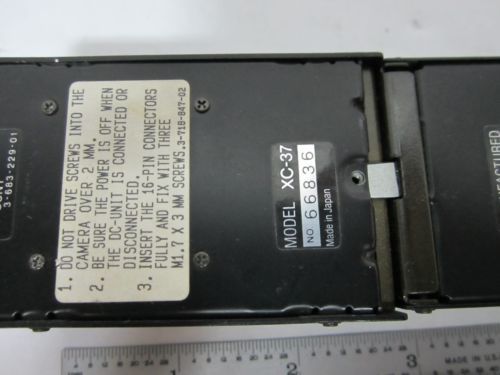 3-683-229-01
1. DO NOT DRIVE SCREWS INTO THE
CAMERA OVER 2 MM.
2. BE SURE THE POWER IS OFF WHEN
THE DC-UNIT IS CONNECTED OR
DISCONNECTED.
3. INSERT THE 16-PIN CONNECTORS
FULLY AND FIX WITH THREE
M1.7 X 3 MM SCREWS.3-718-847-02
MODEL XC-37
NO. 66836
Made in Japan
1
2
3